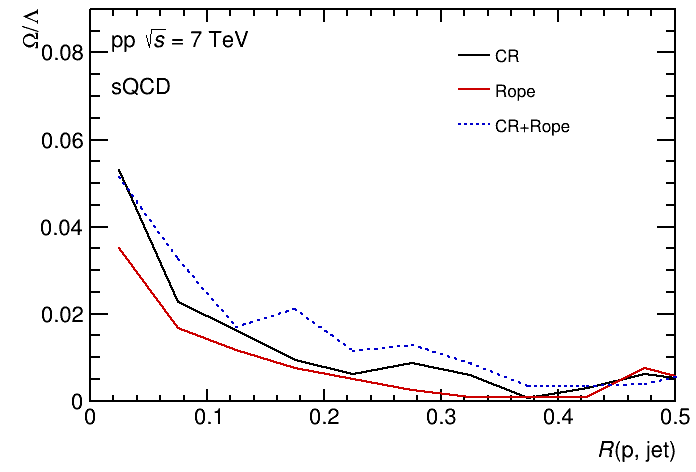 Ω/Λ
pp √s = 7 TeV
sQCD
CR
Rope
CR+Rope
0.08
0.06
0.04
0.02
0
0 0.1 0.2 0.3 0.4 0.5
R(p, jet)